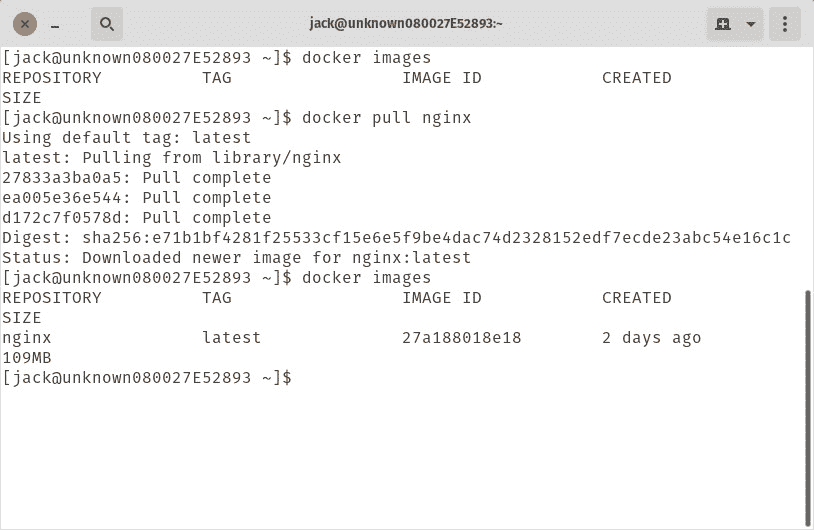 jack@unknown080027E52893:~
[jack@unknown080027E52893 ~]$ docker images
REPOSITORY          TAG                 IMAGE ID            CREATED
SIZE
[jack@unknown080027E52893 ~]$ docker pull nginx
Using default tag: latest
latest: Pulling from library/nginx
27833a3ba0a5: Pull complete
ea005e36e544: Pull complete
d172c7f0578d: Pull complete
Digest: sha256:e71b1bf4281f25533cf15e6e5f9be4dac74d2328152edf7ecde23abc54e16c1c
Status: Downloaded newer image for nginx:latest
[jack@unknown080027E52893 ~]$ docker images
REPOSITORY          TAG                 IMAGE ID            CREATED
SIZE
nginx               latest              27a188018e18        2 days ago
109MB
[jack@unknown080027E52893 ~]$